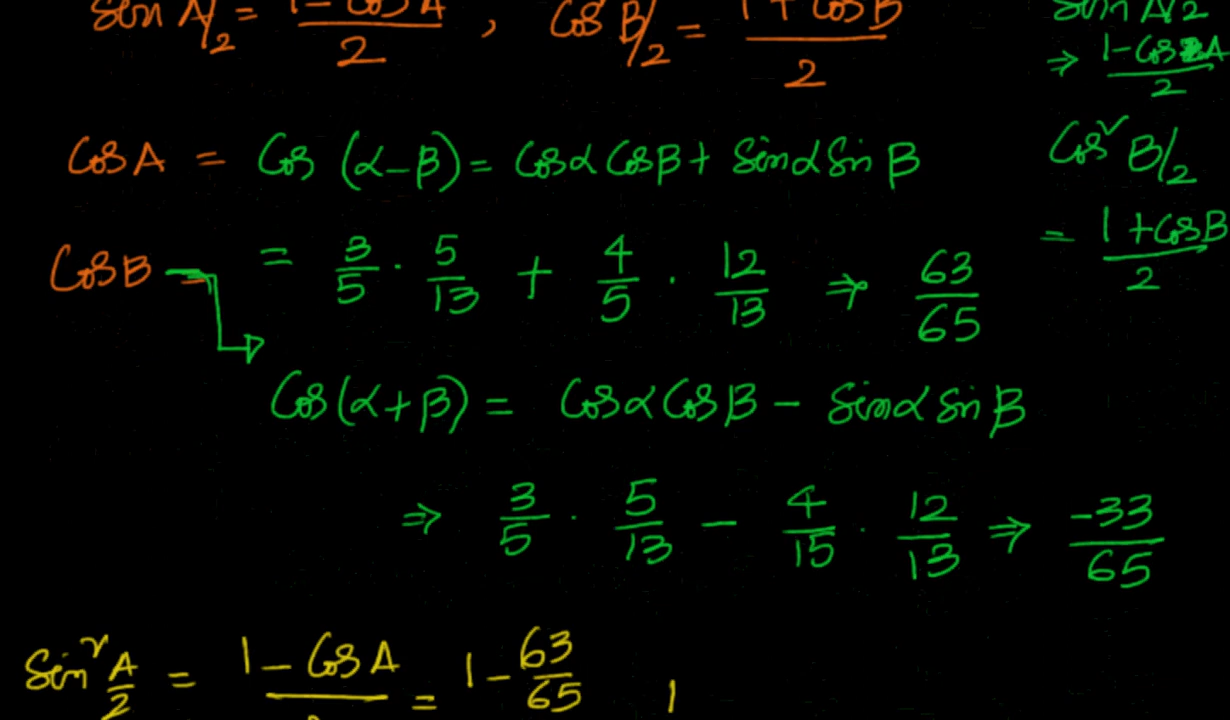 Sin A/2 = 1 - Cos A / 2 , Cos B/2 = 1 + Cos B / 2
Cos A = Cos (α - β) = Cos α Cos β + Sin α Sin β
Cos B = 3/5 · 5/13 + 4/5 · 12/13 ⇒ 63/65
Cos (α + β) = Cos α Cos β - Sin α Sin β
⇒ 3/5 · 5/13 - 4/15 · 12/13 ⇒ -33/65
Sin² A/2 = 1 - Cos A / 2 = 1 - 63/65
Sin A/2
⇒ 1 - Cos A / 2
Cos² B/2
= 1 + Cos B / 2